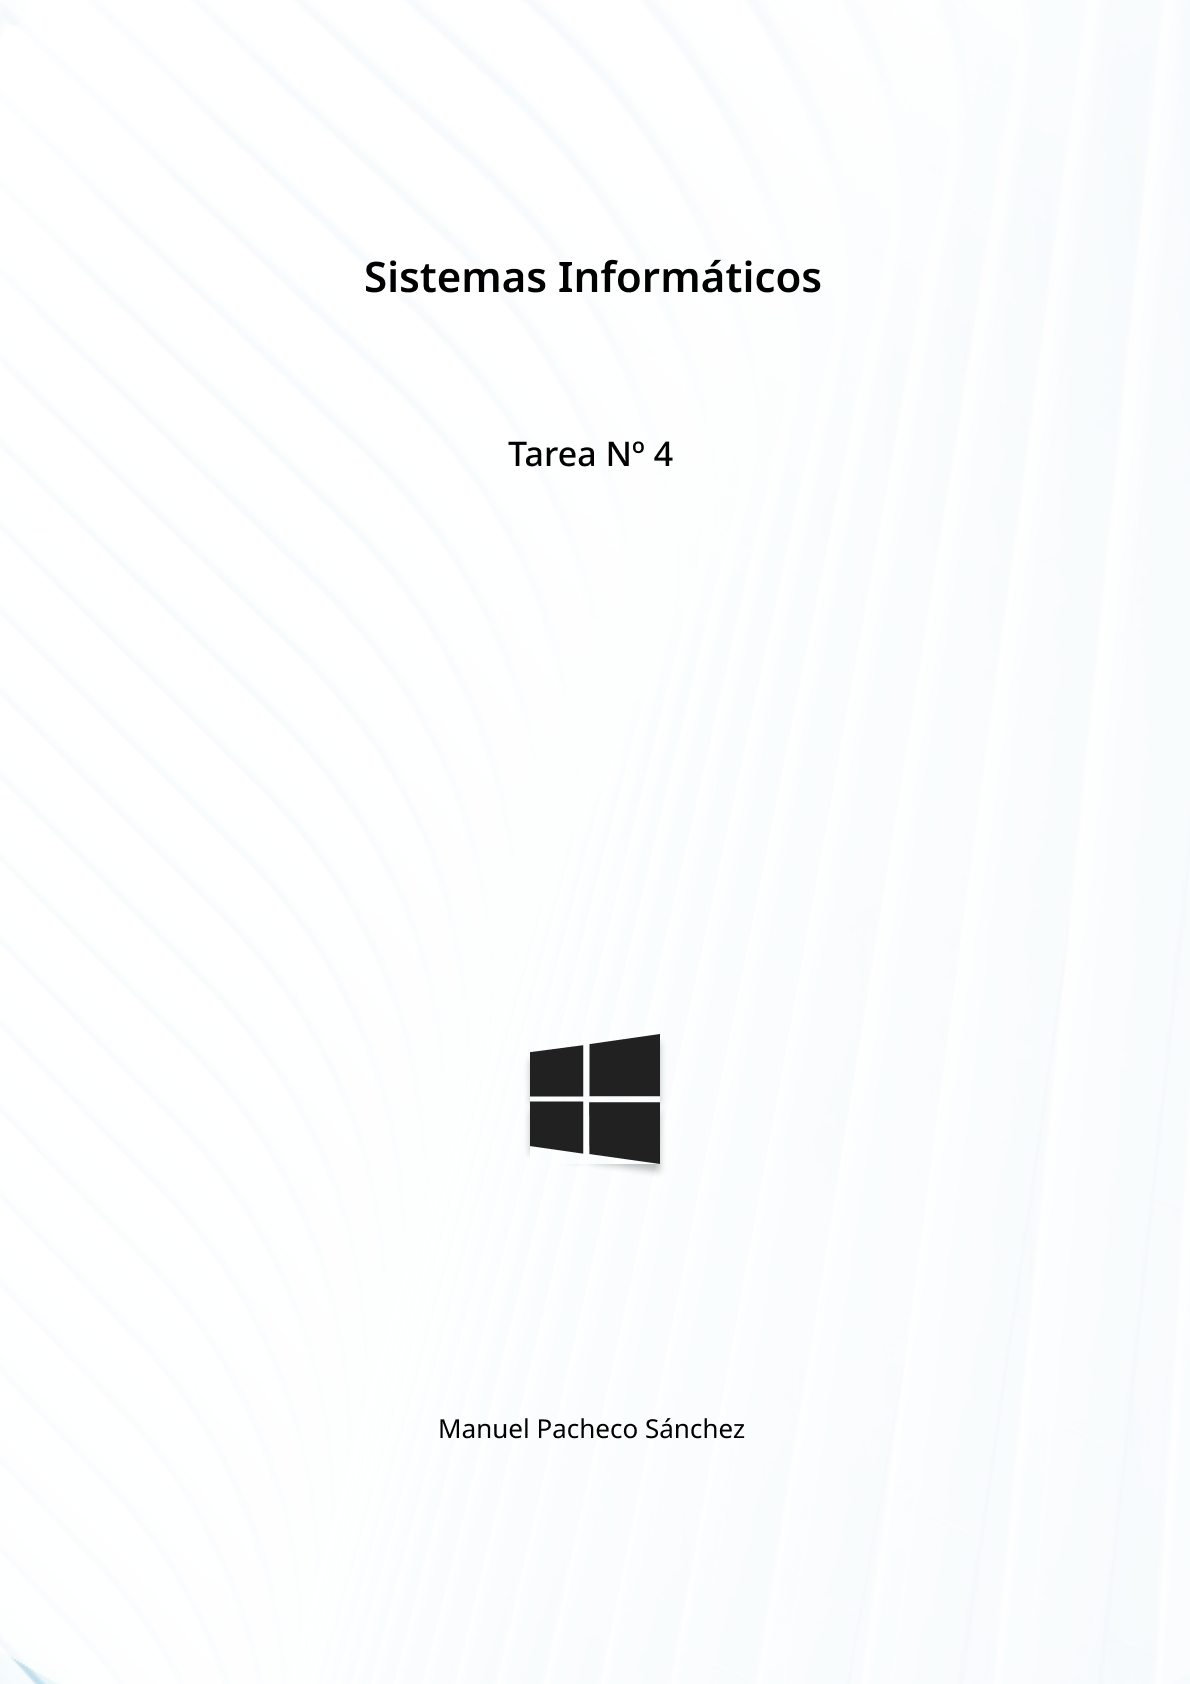 Sistemas Informáticos
Tarea Nº 4
Manuel Pacheco Sánchez